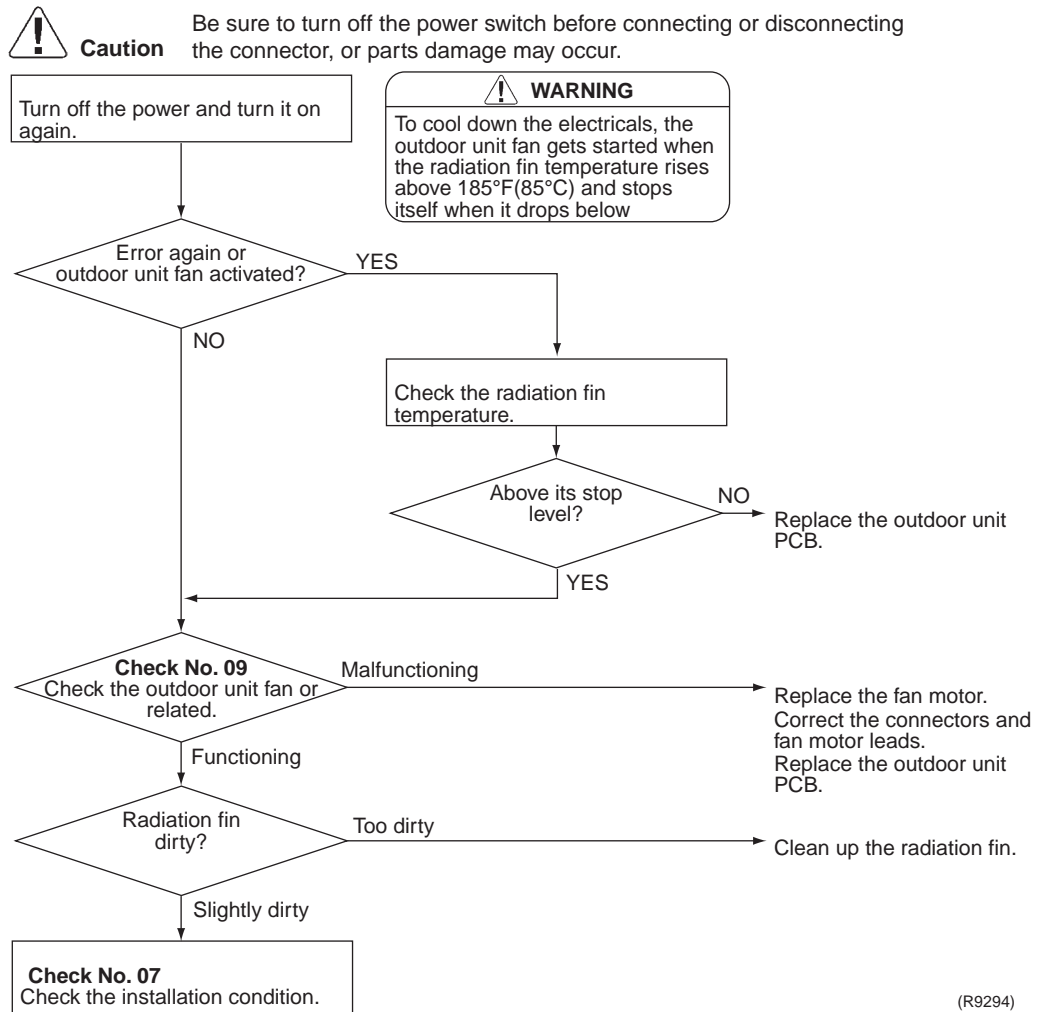 Be sure to turn off the power switch before connecting or disconnecting
Caution the connector, or parts damage may occur.
Turn off the power and turn it on
again.
WARNING
To cool down the electricals, the
outdoor unit fan gets started when
the radiation fin temperature rises
above 185°F(85°C) and stops
itself when it drops below
Error again or
outdoor unit fan activated?
YES
NO
Check the radiation fin
temperature.
Above its stop
level?
NO
Replace the outdoor unit
PCB.
YES
Check No. 09
Check the outdoor unit fan or
related.
Malfunctioning
Replace the fan motor.
Correct the connectors and
fan motor leads.
Replace the outdoor unit
PCB.
Functioning
Radiation fin
dirty?
Too dirty
Clean up the radiation fin.
Slightly dirty
Check No. 07
Check the installation condition.
(R9294)